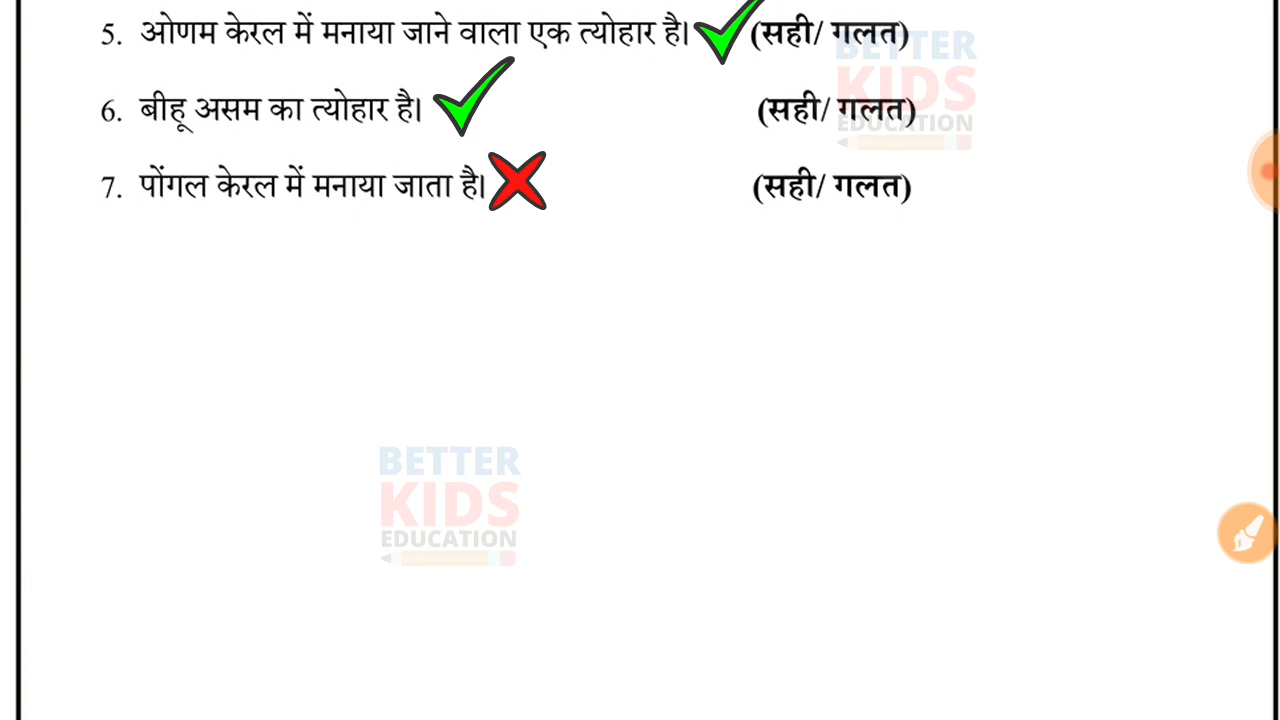 5. ओणम केरल में मनाया जाने वाला एक त्योहार है। (सही/ गलत)
6. बीहू असम का त्योहार है। (सही/ गलत)
7. पोंगल केरल में मनाया जाता है। (सही/ गलत)
BETTER
KIDS
EDUCATION
BETTER
KIDS
EDUCATION